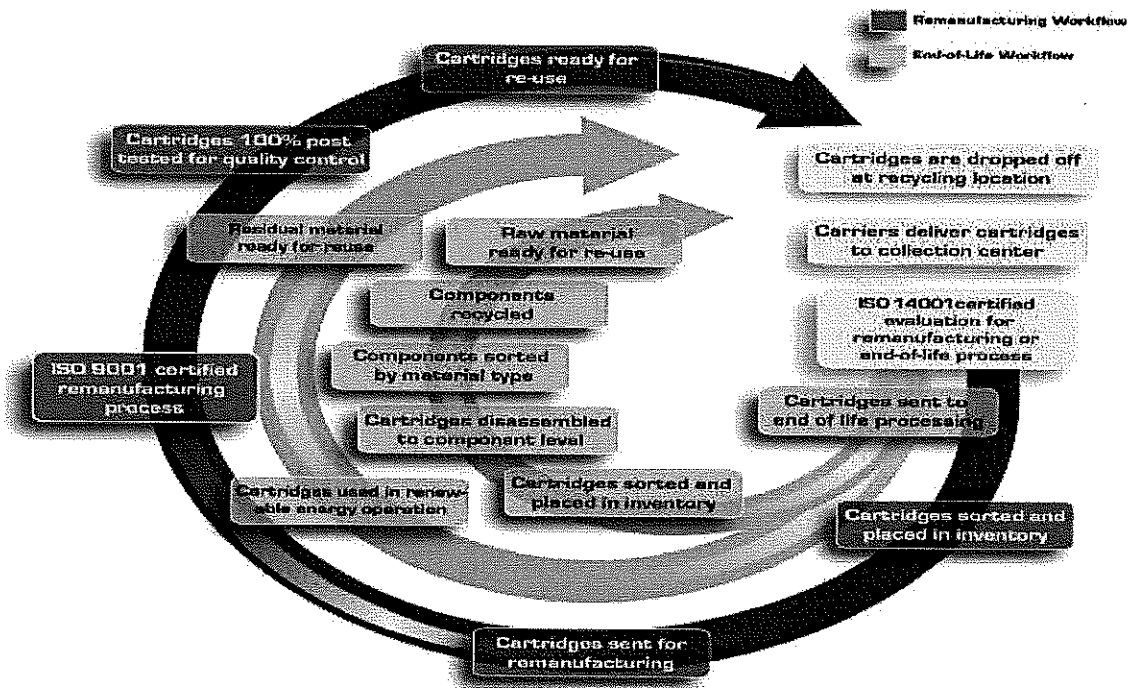 Remanufacturing Workflow
End-of-Life Workflow
Cartridges ready for
re-use
Cartridges 100% post
tested for quality control
Cartridges are dropped off
at recycling location
Residual material
ready for reuse
Raw material
ready for re-use
Carriers deliver cartridges
to collection center
Components
recycled
ISO 14001certified
evaluation for
remanufacturing or
end-of-life process
ISO 9001 certified
remanufacturing
process
Components sorted
by material type
Cartridges sent to
end of life processing
Cartridges disassembled
to component level
Cartridges used in renew-
able energy operation
Cartridges sorted and
placed in inventory
Cartridges sorted and
placed in inventory
Cartridges sent for
remanufacturing